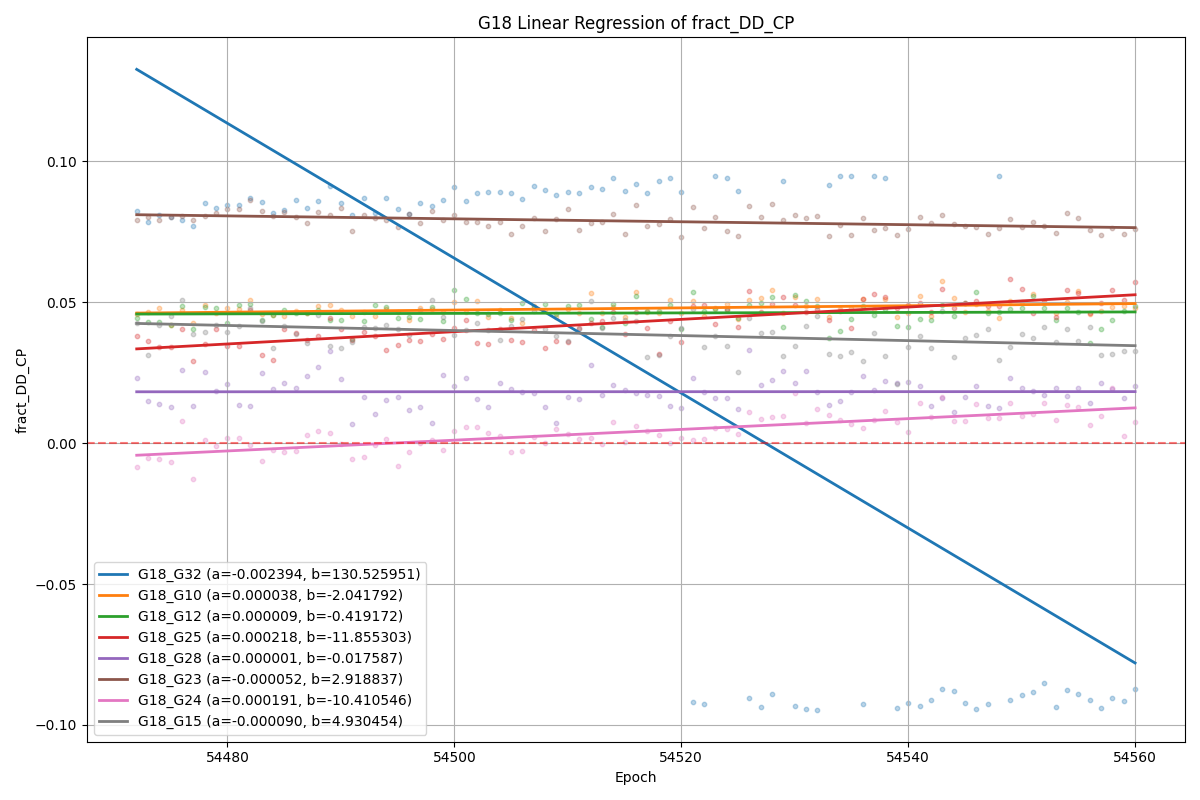 G18 Linear Regression of fract_DD_CP
fract_DD_CP
0.10
0.05
0.00
−0.05
−0.10
G18_G32 (a=-0.002394, b=130.525951)
G18_G10 (a=0.000038, b=-2.041792)
G18_G12 (a=0.000009, b=-0.419172)
G18_G25 (a=0.000218, b=-11.855303)
G18_G28 (a=0.000001, b=-0.017587)
G18_G23 (a=-0.000052, b=2.918837)
G18_G24 (a=0.000191, b=-10.410546)
G18_G15 (a=-0.000090, b=4.930454)
54480
54500
54520
54540
54560
Epoch